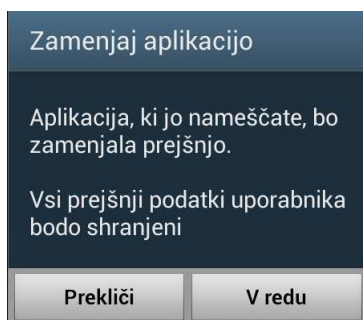 Zamenjaj aplikacijo
Aplikacija, ki jo nameščate, bo
zamenjala prejšnjo.
Vsi prejšnji podatki uporabnika
bodo shranjeni
Prekliči
V redu